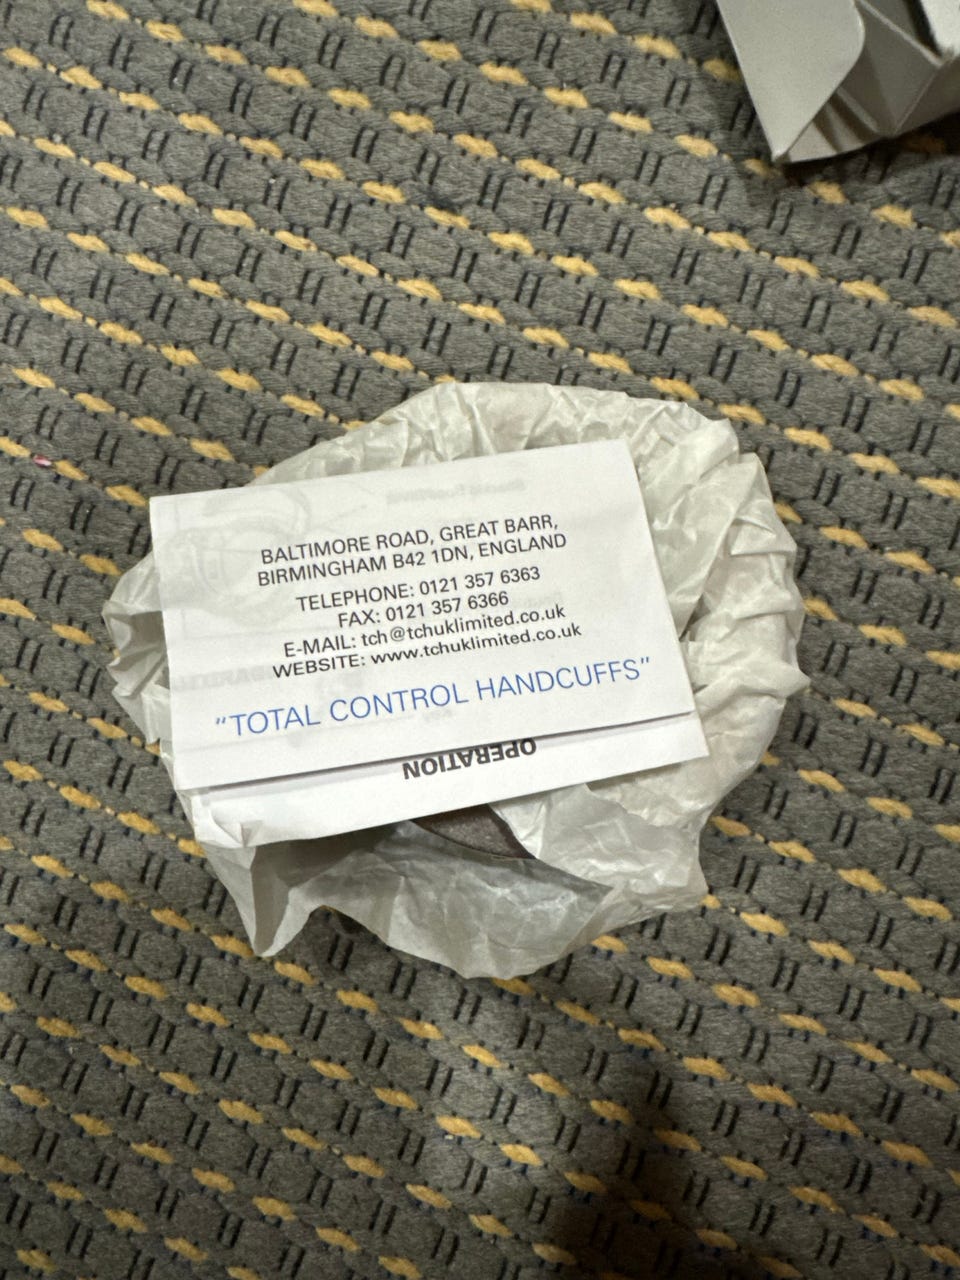 BALTIMORE ROAD, GREAT BARR,
BIRMINGHAM B42 1DN, ENGLAND
TELEPHONE: 0121 357 6363
FAX: 0121 357 6366
E-MAIL: tch@tchuklimited.co.uk
WEBSITE: www.tchuklimited.co.uk
"TOTAL CONTROL HANDCUFFS"
OPERATION